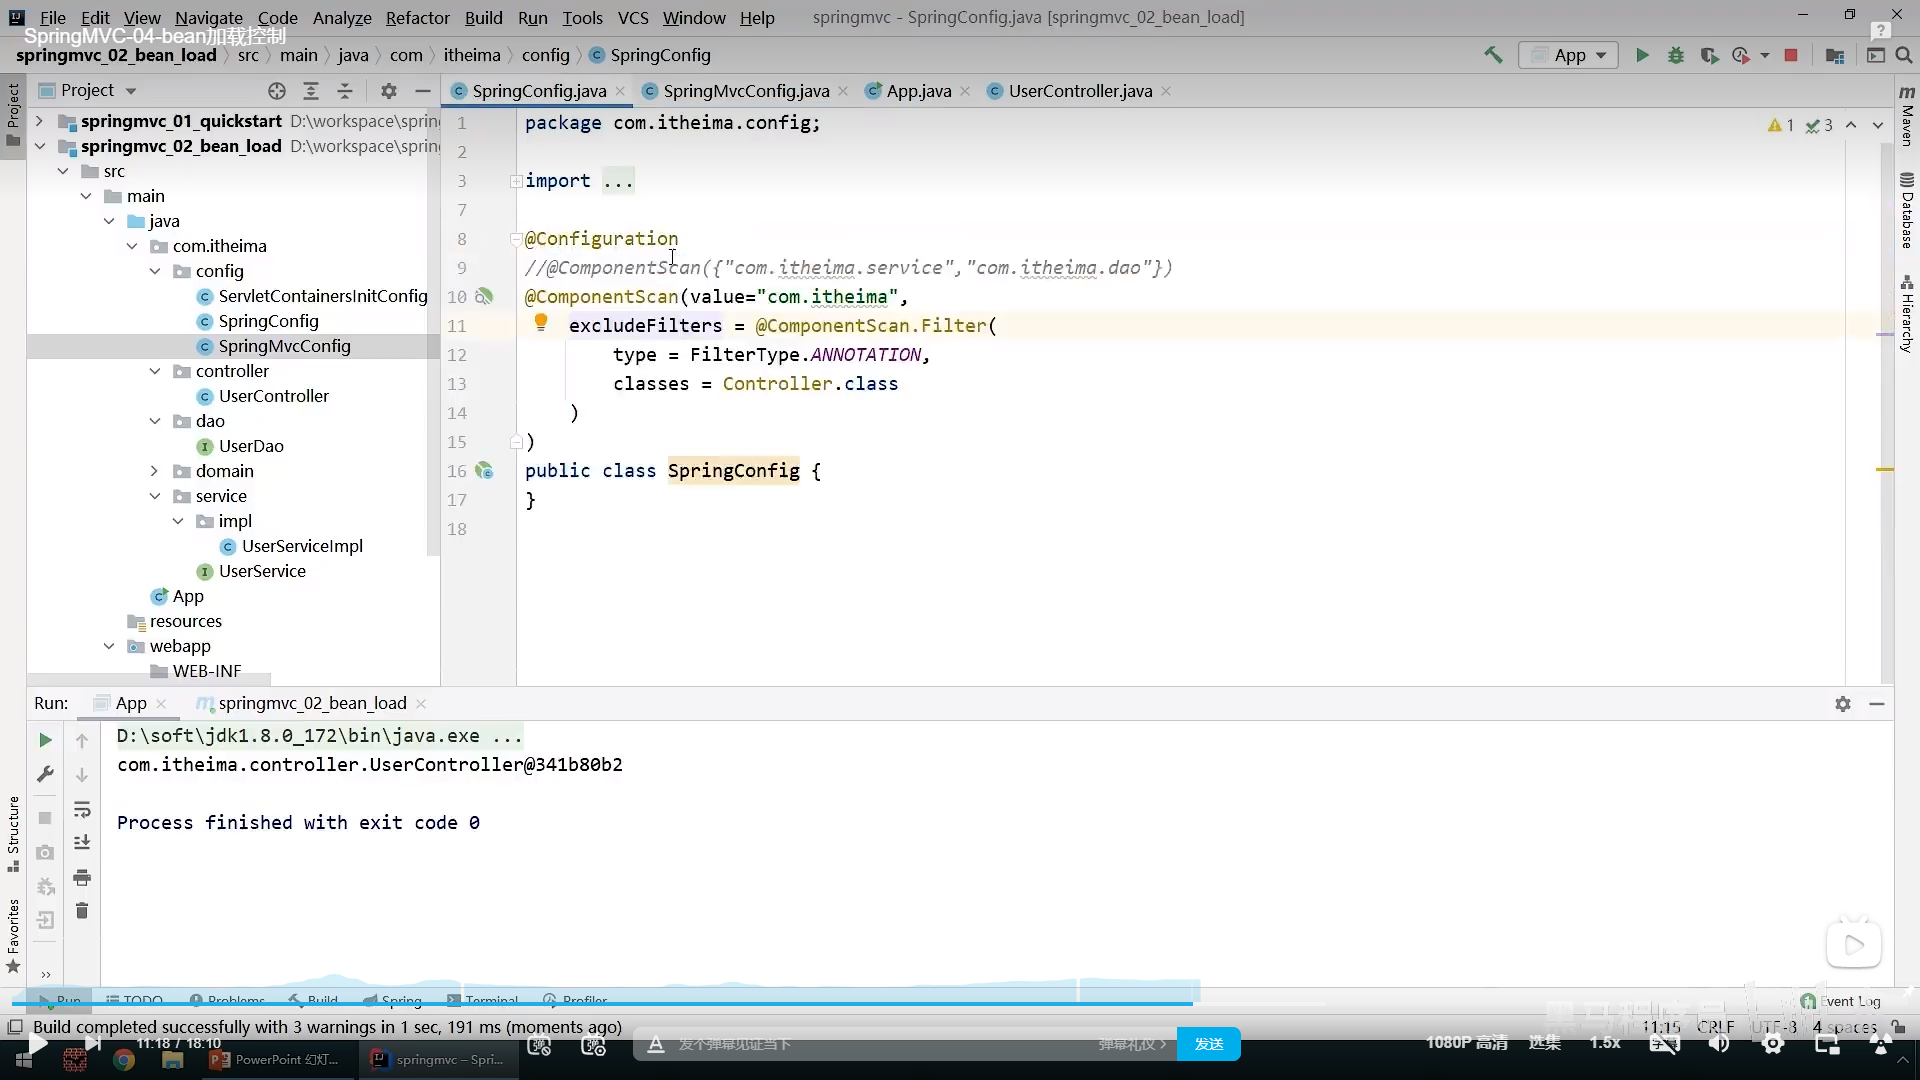 File Edit View Navigate Code Analyze Refactor Build Run Tools VCS Window Help springmvc - SpringConfig.java [springmvc_02_bean_load]
SpringMVC-04-bean加载控制
springmvc_02_bean_load src main java com itheima config SpringConfig App
Project SpringConfig.java SpringMvcConfig.java App.java UserController.java
springmvc_01_quickstart D:\workspace\spring
springmvc_02_bean_load D:\workspace\spring
src
main
java
com.itheima
config
ServletContainersInitConfig
SpringConfig
SpringMvcConfig
controller
UserController
dao
UserDao
domain
service
impl
UserServiceImpl
UserService
App
resources
webapp
WEB-INF
1 package com.itheima.config;
2
3 import ...
7
8 @Configuration
9 //@ComponentScan({"com.itheima.service","com.itheima.dao"})
10 @ComponentScan(value="com.itheima",
11 excludeFilters = @ComponentScan.Filter(
12 type = FilterType.ANNOTATION,
13 classes = Controller.class
14 )
15 )
16 public class SpringConfig {
17 }
18
1 3
Project
Structure
Favorites
Maven
Database
Hierarchy
Run: App springmvc_02_bean_load
D:\soft\jdk1.8.0_172\bin\java.exe ...
com.itheima.controller.UserController@341b80b2
Process finished with exit code 0
Run TODO Problems Build Spring Terminal Profiler Event Log
Build completed successfully with 3 warnings in 1 sec, 191 ms (moments ago) 11:15 CRLF UTF-8 4 spaces
11:18 / 18:10 发个弹幕见证当下 弹幕礼仪 发送 1080P 高清 选集 1.5x
PowerPoint 幻灯... springmvc – Spri...